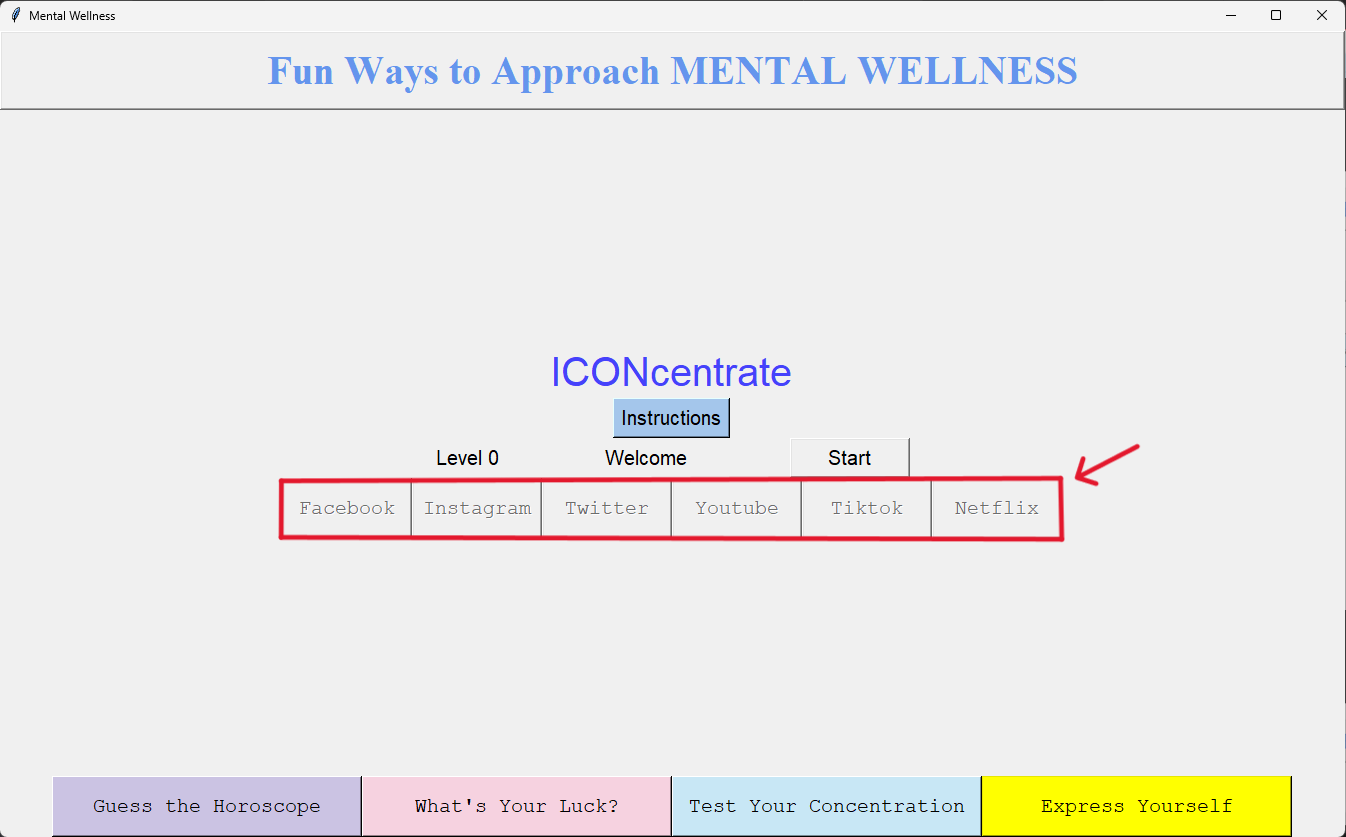 Mental Wellness
Fun Ways to Approach MENTAL WELLNESS
ICONcentrate
Instructions
Level 0 Welcome Start
Facebook Instagram Twitter Youtube Tiktok Netflix
Guess the Horoscope What's Your Luck? Test Your Concentration Express Yourself